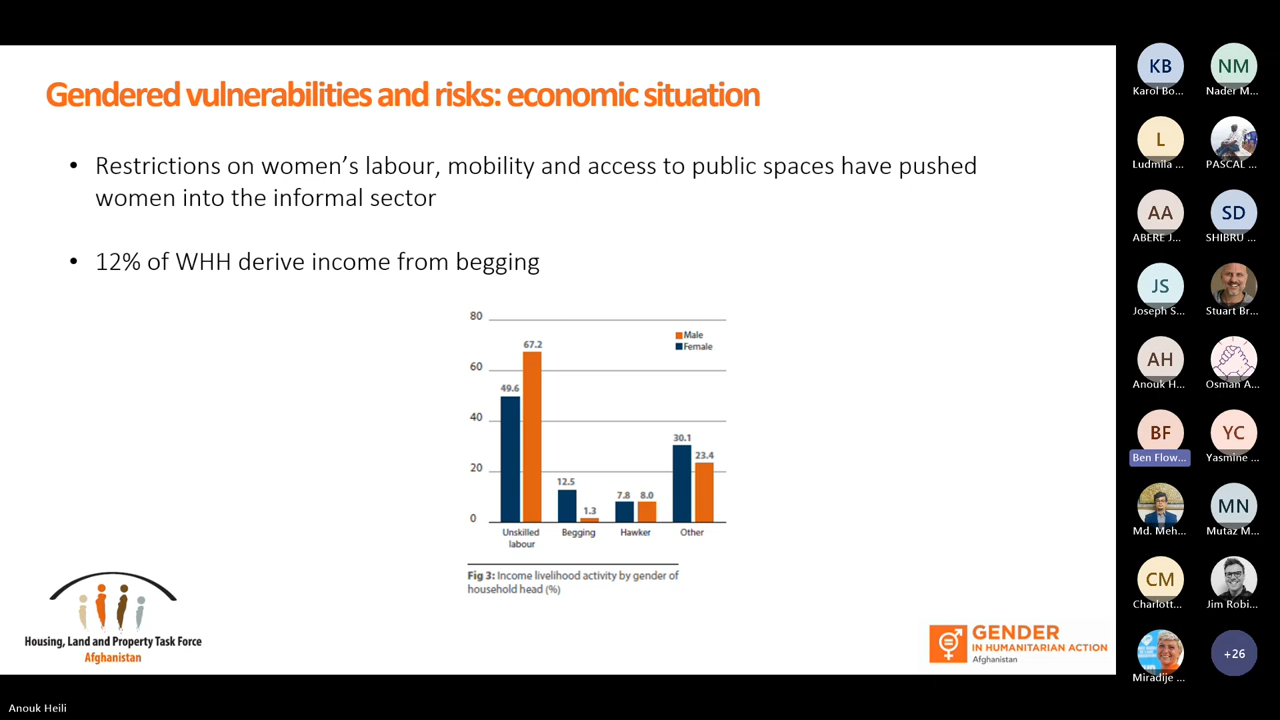 Gendered vulnerabilities and risks: economic situation
• Restrictions on women's labour, mobility and access to public spaces have pushed
women into the informal sector
• 12% of WHH derive income from begging
80
60
40
20
0
Male
Female
49.6
67.2
12.5
1.3
7.8
8.0
30.1
23.4
Unskilled
labour
Begging
Hawker
Other
Fig 3: Income livelihood activity by gender of
household head (%)
Housing, Land and Property Task Force
Afghanistan
GENDER
IN HUMANITARIAN ACTION
Afghanistan
KB
Karol Bo...
NM
Nader M...
L
Ludmila ...
PASCAL ...
AA
ABERE J...
SD
SHIBRU ...
JS
Joseph S...
Stuart Br...
AH
Anouk H...
Osman A...
BF
Ben Flow...
YC
Yasmine ...
Md. Meh...
MN
Mutaz M...
CM
Charlott...
Jim Robi...
Miradije ...
+26
Anouk Heili